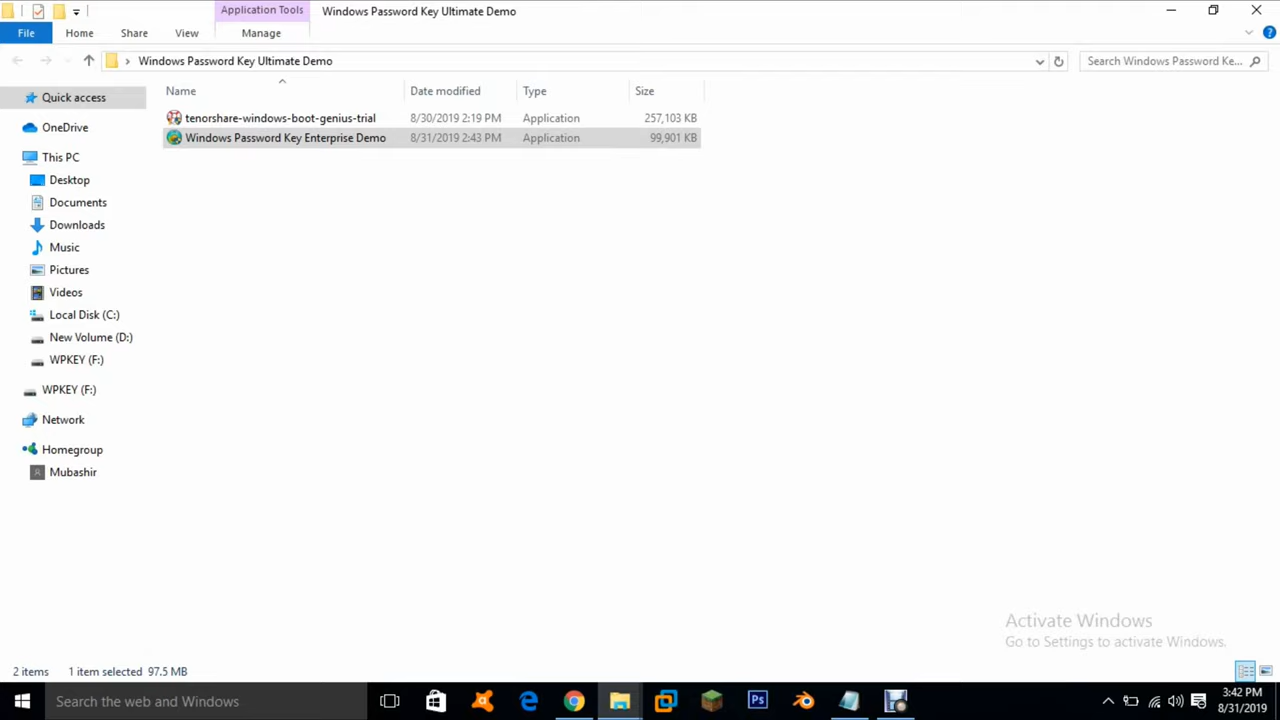 Application Tools Windows Password Key Ultimate Demo
File Home Share View Manage
Windows Password Key Ultimate Demo Search Windows Password Ke...
Name Date modified Type Size
Quick access
tenorshare-windows-boot-genius-trial 8/30/2019 2:19 PM Application 257,103 KB
Windows Password Key Enterprise Demo 8/31/2019 2:43 PM Application 99,901 KB
OneDrive
This PC
Desktop
Documents
Downloads
Music
Pictures
Videos
Local Disk (C:)
New Volume (D:)
WPKEY (F:)
WPKEY (F:)
Network
Homegroup
Mubashir
Activate Windows
Go to Settings to activate Windows.
2 items 1 item selected 97.5 MB
Search the web and Windows
Ps
3:42 PM
8/31/2019